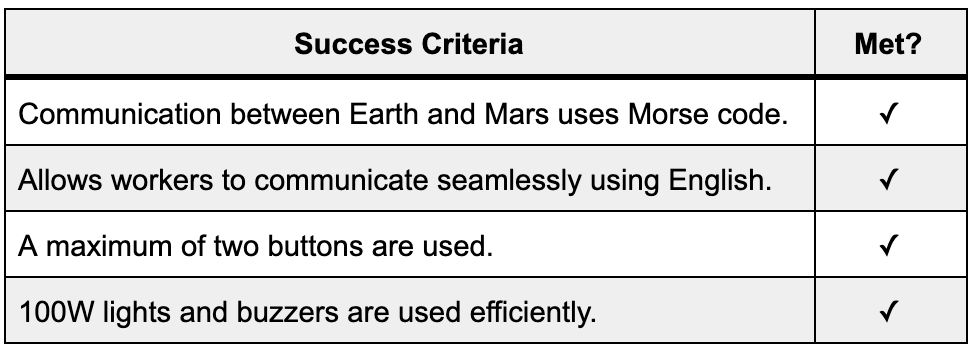 Success Criteria Met?
Communication between Earth and Mars uses Morse code. ✓
Allows workers to communicate seamlessly using English. ✓
A maximum of two buttons are used. ✓
100W lights and buzzers are used efficiently. ✓